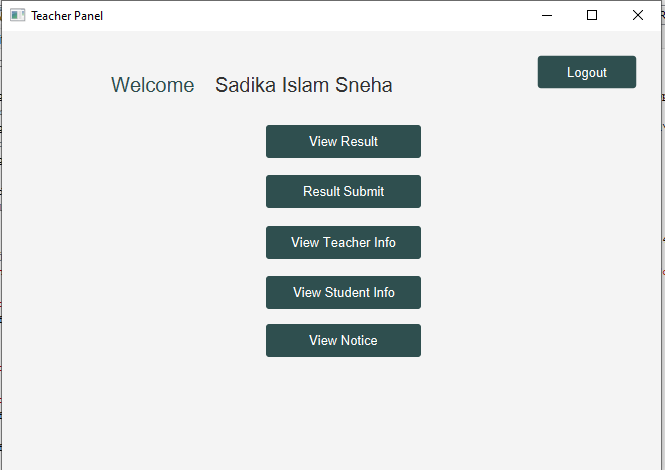 Teacher Panel
Logout
Welcome Sadika Islam Sneha
View Result
Result Submit
View Teacher Info
View Student Info
View Notice